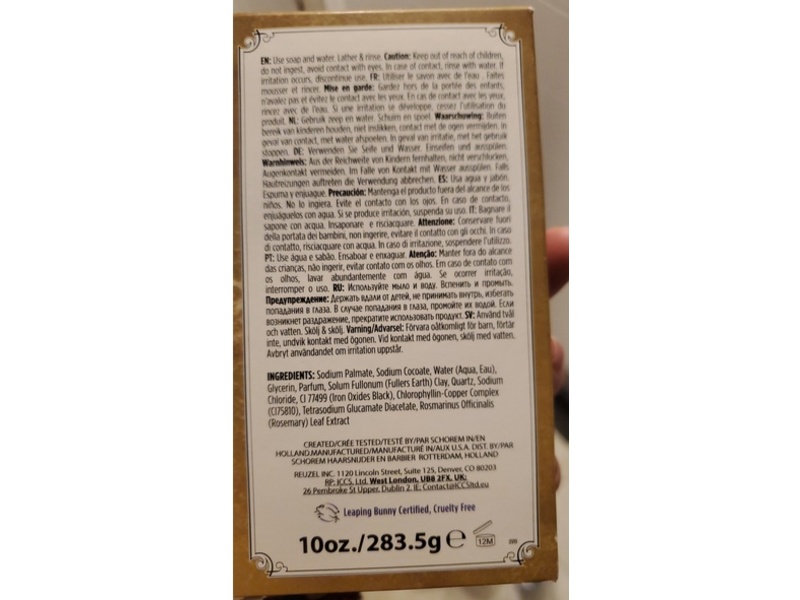 EN: Use soap and water. Lather & rinse. Caution: Keep out of reach of children,
do not ingest, avoid contact with eyes. In case of contact, rinse with water. If
irritation occurs, discontinue use. FR: Utiliser le savon avec de l'eau. Faites
mousser et rincer. Mise en garde: Gardez hors de la portée des enfants,
n'avalez pas et évitez le contact avec les yeux. En cas de contact avec les yeux,
rincez avec de l'eau. Si une irritation se développe, cessez l'utilisation du
produit. NL: Gebruik zeep en water. Schuim en spoel. Waarschuwing: Buiten
bereik van kinderen houden, niet inslikken, contact met de ogen vermijden, in
geval van contact, met water afspoelen. In geval van irritatie, met het gebruik
stoppen. DE: Verwenden Sie Seife und Wasser. Einseifen und ausspülen.
Warnhinweis: Aus der Reichweite von Kindern fernhalten, nicht verschlucken,
Augenkontakt vermeiden. Im Falle von Kontakt mit Wasser ausspülen. Falls
Hautreizungen auftreten die Verwendung abbrechen. ES: Usa agua y jabón.
Espuma y enjuague. Precaución: Mantenga el producto fuera del alcance de los
niños. No lo ingiera. Evite el contacto con los ojos. En caso de contacto,
enjuáguelos con agua. Si se produce irritación, suspenda su uso. IT: Bagnare il
sapone con acqua. Insaponare e risciacquare. Attenzione: Conservare fuori
della portata dei bambini, non ingerire, evitare il contatto con gli occhi. In caso
di contatto, risciacquare con acqua. In caso di irritazione, sospendere l'utilizzo.
PT: Use água e sabão. Ensaboar e enxaguar. Atenção: Manter fora do alcance
das crianças, não ingerir, evitar contato com os olhos. Em caso de contato com
os olhos, lavar abundantemente com água. Se ocorrer irritação,
interromper o uso. RU: Используйте мыло и воду. Вспенить и промыть.
Предупреждение: Держать вдали от детей, не принимать внутрь, избегать
попадания в глаза. В случае попадания в глаза, промойте их водой. Если
возникнет раздражение, прекратите использовать продукт. SV: Använd tvål
och vatten. Skölj & skölj. Varning/Advarsel: Förvara oåtkomligt för barn, förtär
inte, undvik kontakt med ögonen. Vid kontakt med ögonen, skölj med vatten.
Avbryt användandet om irritation uppstår.
INGREDIENTS: Sodium Palmate, Sodium Cocoate, Water (Aqua, Eau),
Glycerin, Parfum, Solum Fullonum (Fullers Earth) Clay, Quartz, Sodium
Chloride, CI 77499 (Iron Oxides Black), Chlorophyllin-Copper Complex
(CI75810), Tetrasodium Glucamate Diacetate, Rosmarinus Officinalis
(Rosemary) Leaf Extract
CREATED/CRÉE TESTED/TESTÉ BY/PAR SCHOREM IN/EN
HOLLAND.MANUFACTURED/MANUFACTURED IN/AUX U.S.A. DIST. BY/PAR
SCHOREM HAARSNIJDER EN BARBIER ROTTERDAM, HOLLAND
REUZEL INC. 1120 Lincoln Street, Suite 125, Denver, CO 80203
RP: ICCS, Ltd. West London, UB8 2FX, UK;
26 Pembroke St Upper, Dublin 2, IE; Contact@ICCSltd.eu
Leaping Bunny Certified, Cruelty Free
10oz./283.5g e 12M